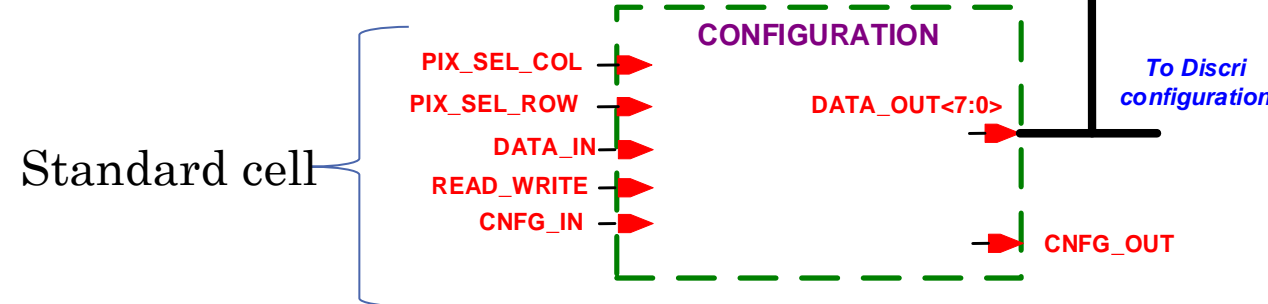 CONFIGURATION
PIX_SEL_COL
To Discri
configuration
PIX_SEL_ROW
DATA_OUT<7:0>
DATA_IN
Standard cell
READ_WRITE
CNFG_IN
CNFG_OUT